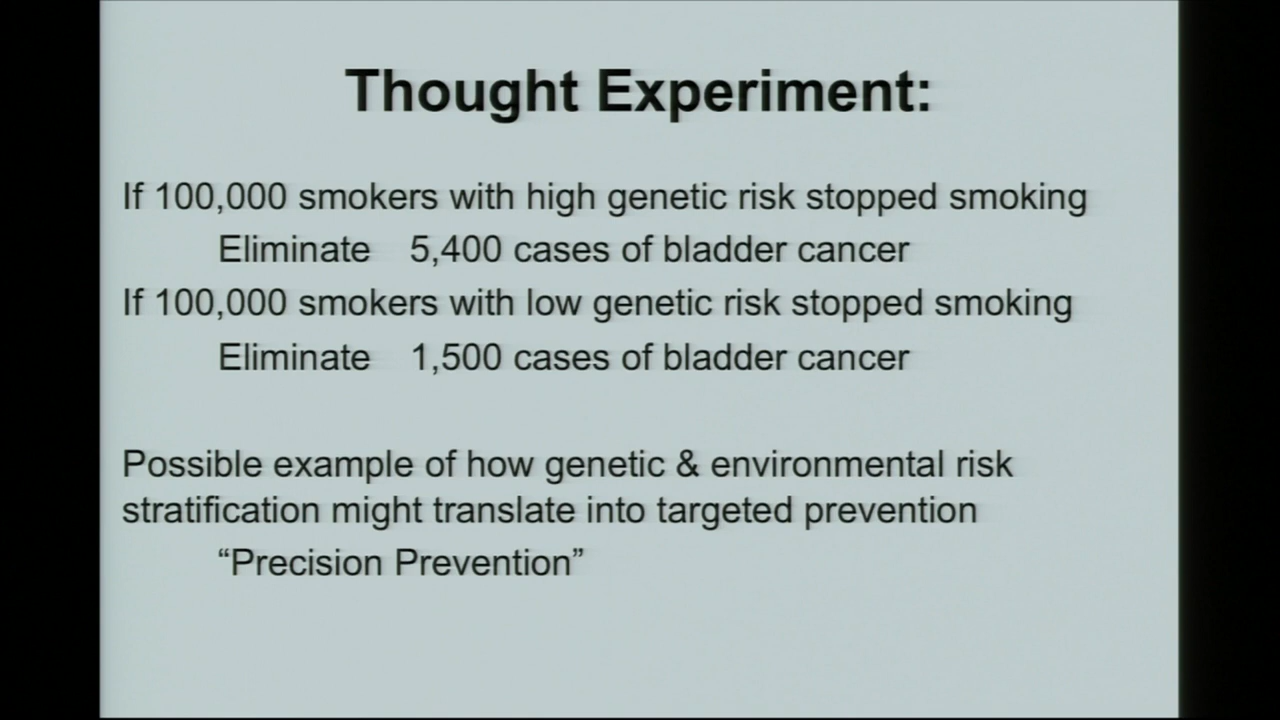 Thought Experiment:
If 100,000 smokers with high genetic risk stopped smoking
Eliminate 5,400 cases of bladder cancer
If 100,000 smokers with low genetic risk stopped smoking
Eliminate 1,500 cases of bladder cancer
Possible example of how genetic & environmental risk
stratification might translate into targeted prevention
“Precision Prevention”